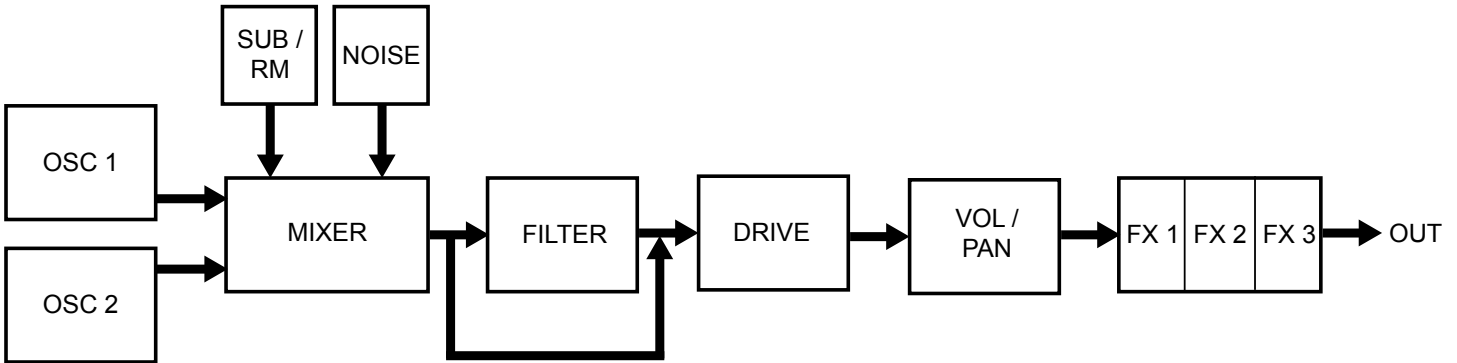 SUB /
RM
NOISE
OSC 1
OSC 2
MIXER
FILTER
DRIVE
VOL /
PAN
FX 1
FX 2
FX 3
OUT